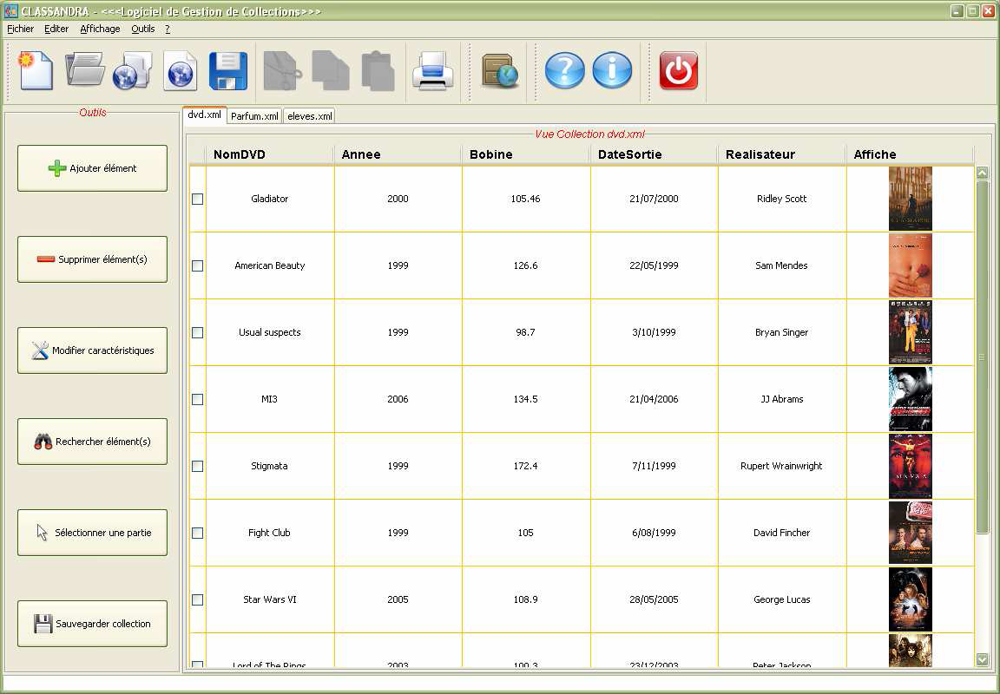 CLASSANDRA - <<<Logiciel de Gestion de Collections>>>
Fichier Editer Affichage Outils ?
Outils
Ajouter élément
Supprimer élément(s)
Modifier caractéristiques
Rechercher élément(s)
Sélectionner une partie
Sauvegarder collection
dvd.xml Parfum.xml eleves.xml
Vue Collection dvd.xml
NomDVD Annee Bobine DateSortie Realisateur Affiche
Gladiator 2000 105.46 21/07/2000 Ridley Scott
American Beauty 1999 126.6 22/05/1999 Sam Mendes
Usual suspects 1999 98.7 3/10/1999 Bryan Singer
MI3 2006 134.5 21/04/2006 JJ Abrams
Stigmata 1999 172.4 7/11/1999 Rupert Wrainwright
Fight Club 1999 105 6/08/1999 David Fincher
Star Wars VI 2005 108.9 28/05/2005 George Lucas
Lord of The Rings 2003 100.3 23/12/2003 Peter Jackson